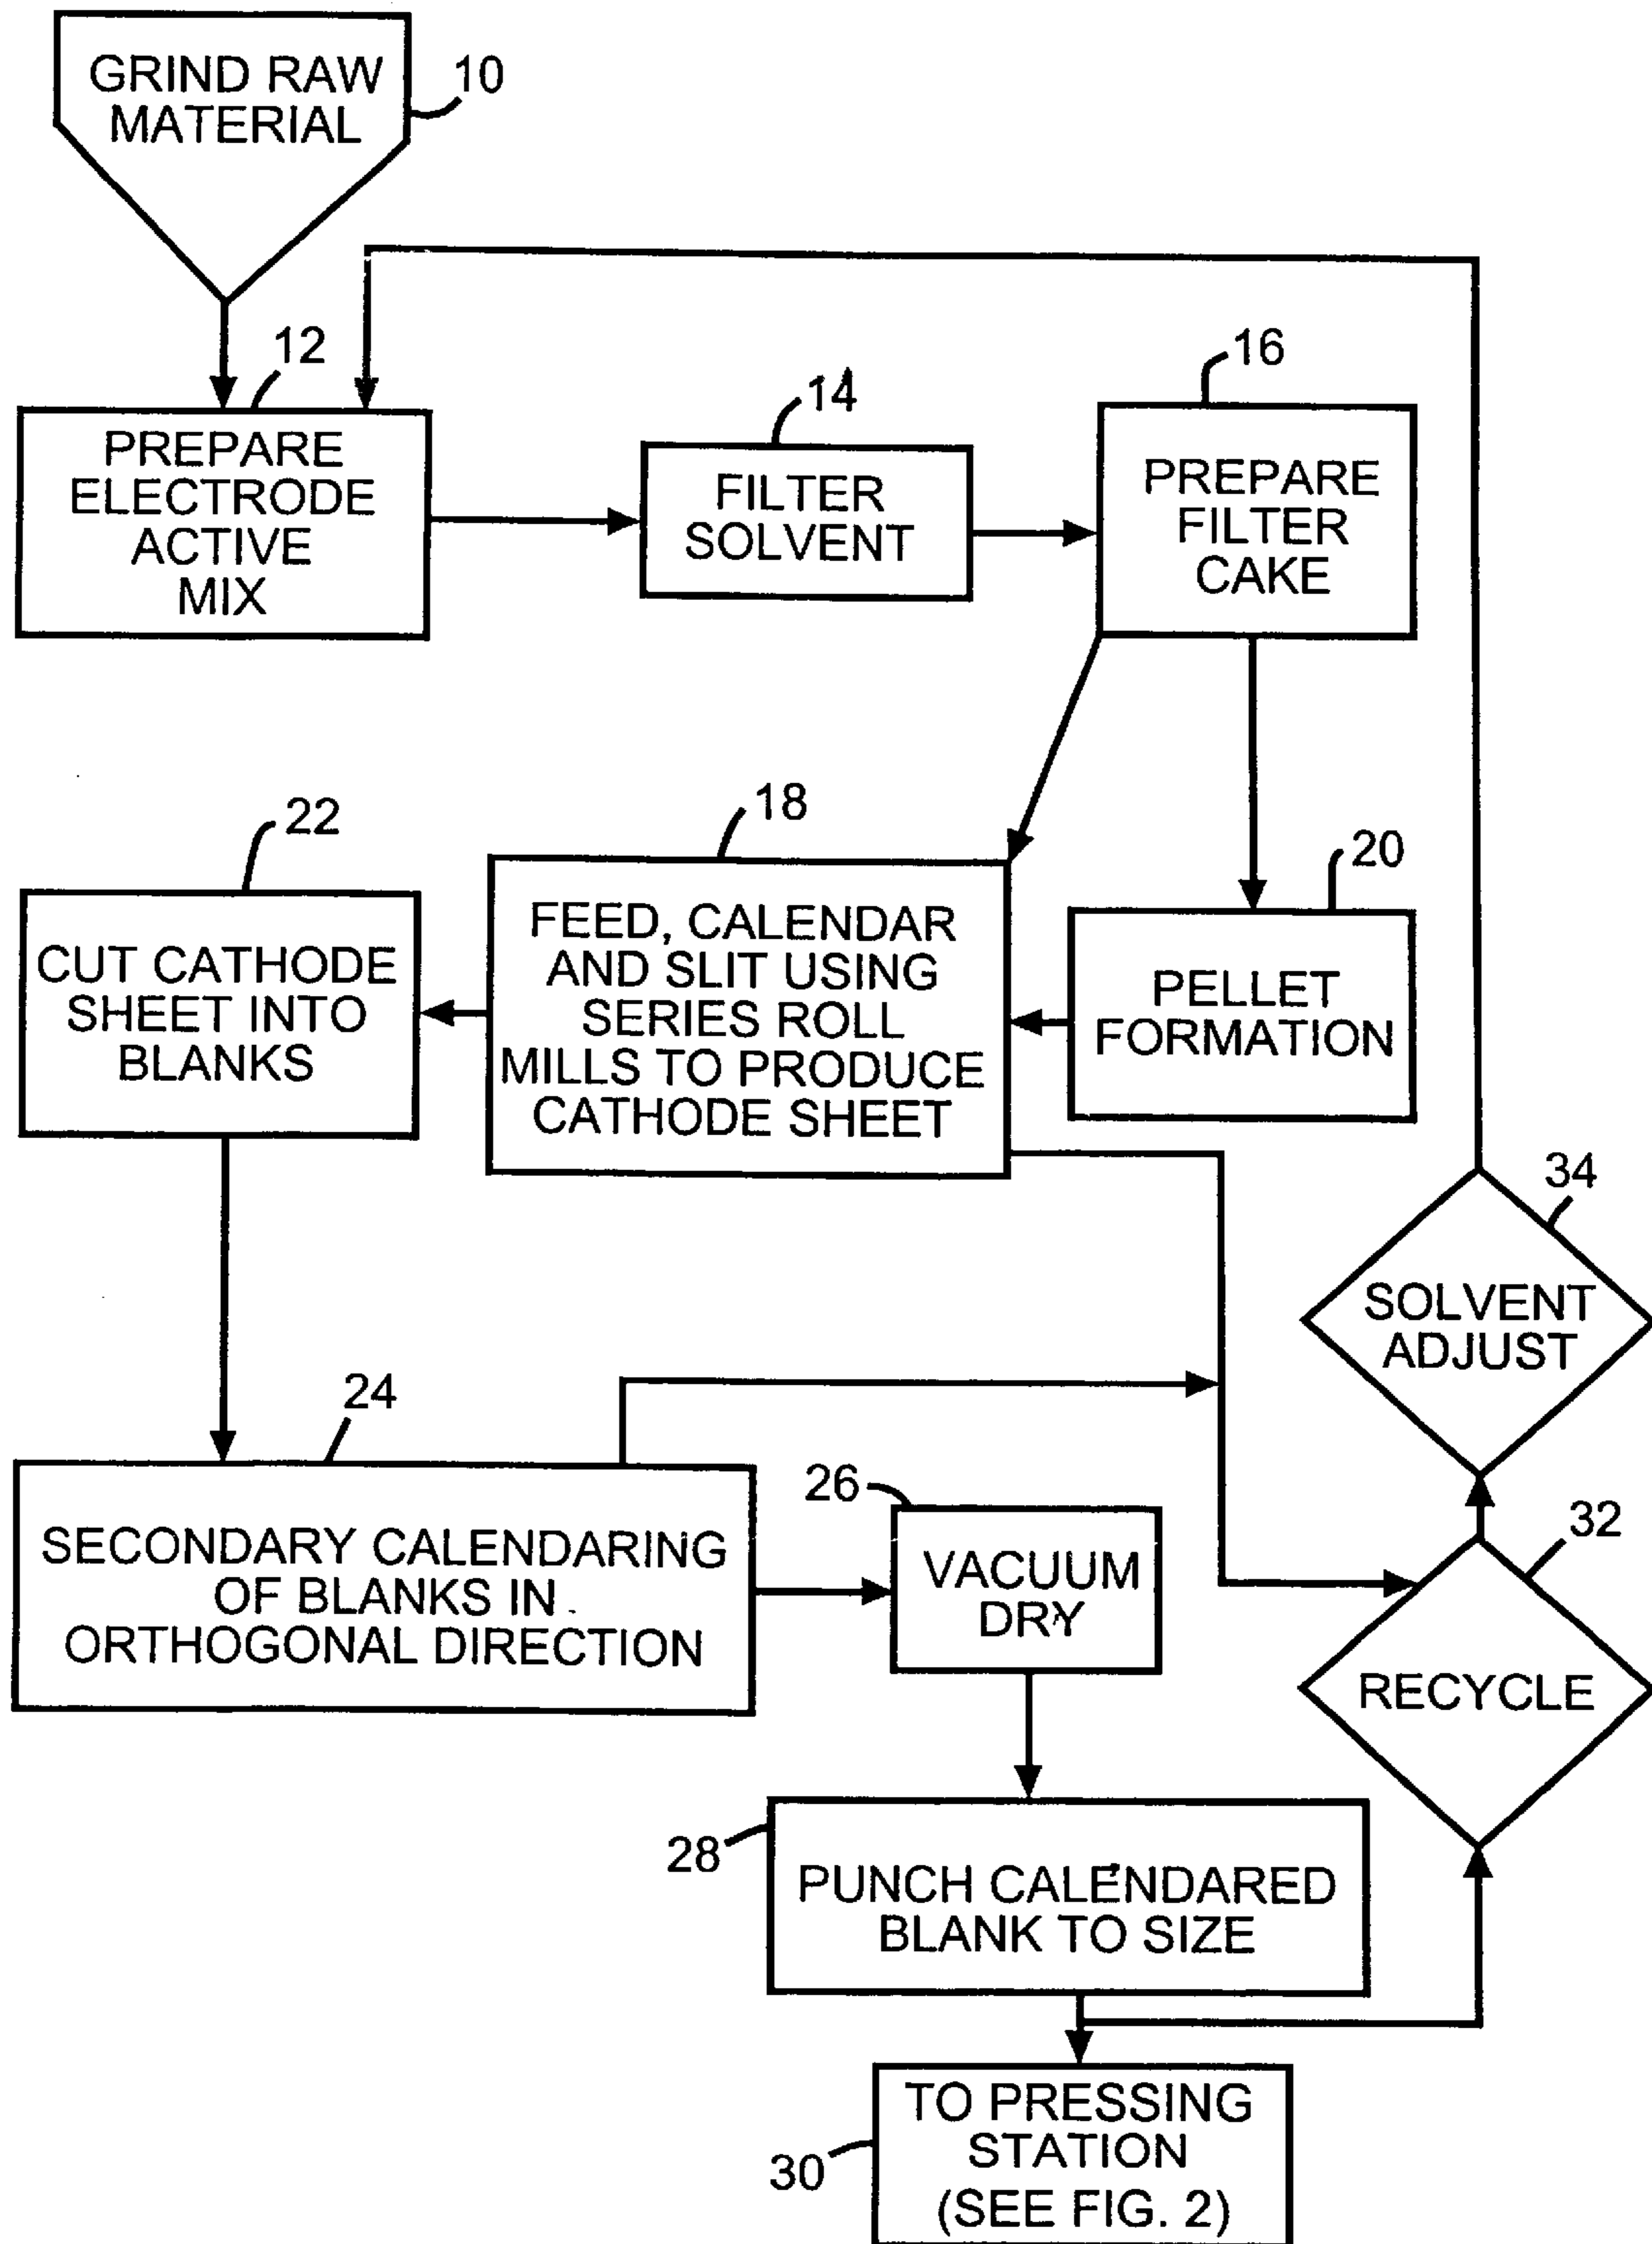 GRIND RAW
MATERIAL
10
12
PREPARE
ELECTRODE
ACTIVE
MIX
14
FILTER
SOLVENT
16
PREPARE
FILTER
CAKE
18
FEED, CALENDAR
AND SLIT USING
SERIES ROLL
MILLS TO PRODUCE
CATHODE SHEET
20
PELLET
FORMATION
22
CUT CATHODE
SHEET INTO
BLANKS
24
SECONDARY CALENDARING
OF BLANKS IN
ORTHOGONAL DIRECTION
26
VACUUM
DRY
34
SOLVENT
ADJUST
32
RECYCLE
28
PUNCH CALENDARED
BLANK TO SIZE
30
TO PRESSING
STATION
(SEE FIG. 2)